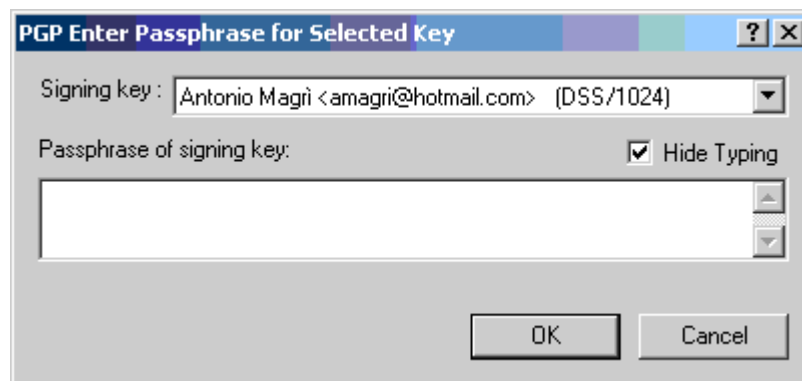 PGP Enter Passphrase for Selected Key
Signing key : Antonio Magrì <amagri@hotmail.com> (DSS/1024)
Passphrase of signing key: Hide Typing
OK Cancel